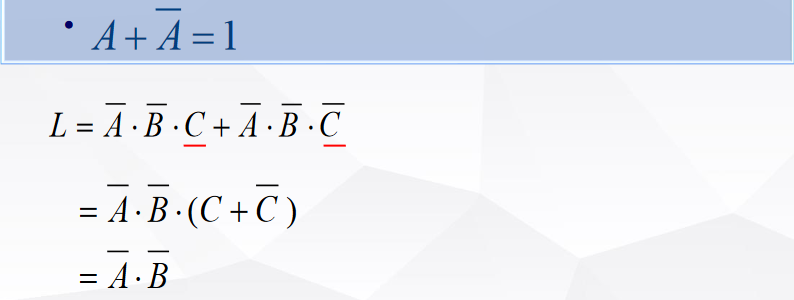 • A + A̅ = 1
L = A̅ · B̅ · C + A̅ · B̅ · C̅
= A̅ · B̅ · (C + C̅)
= A̅ · B̅